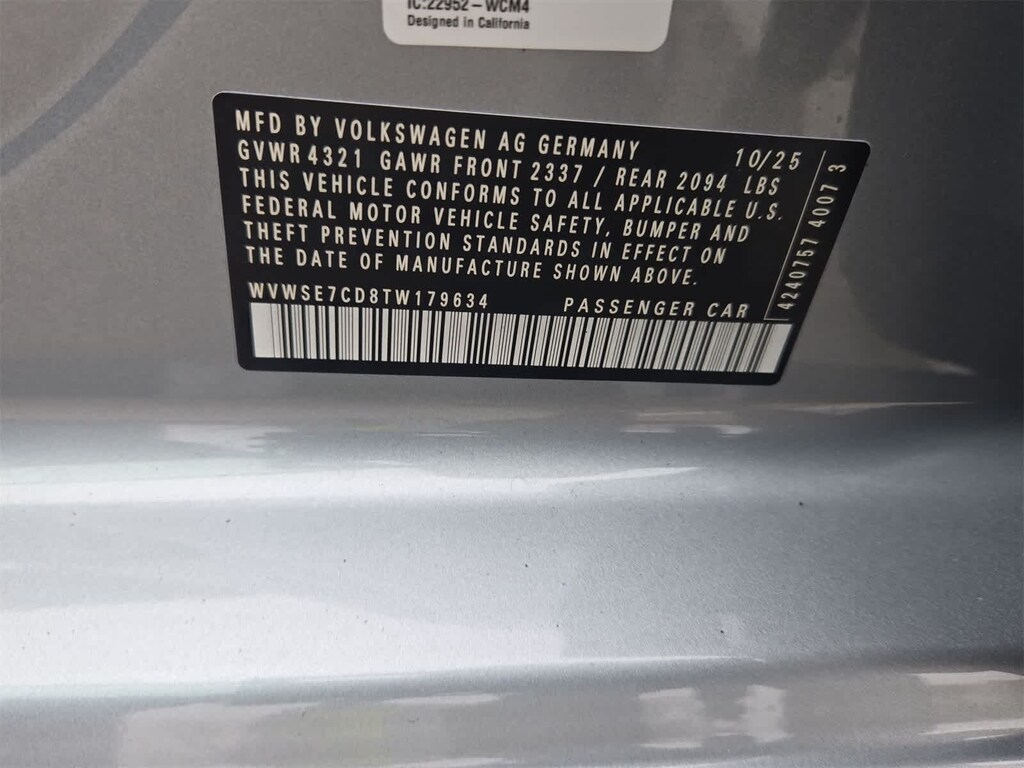 IC:22952-WCM4
Designed in California
MFD BY VOLKSWAGEN AG GERMANY 10/25
GVWR 4321 GAWR FRONT 2337 / REAR 2094 LBS
THIS VEHICLE CONFORMS TO ALL APPLICABLE U.S.
FEDERAL MOTOR VEHICLE SAFETY, BUMPER AND
THEFT PREVENTION STANDARDS IN EFFECT ON
THE DATE OF MANUFACTURE SHOWN ABOVE.
WVWSE7CD8TW179634 PASSENGER CAR
4240757 4007 3